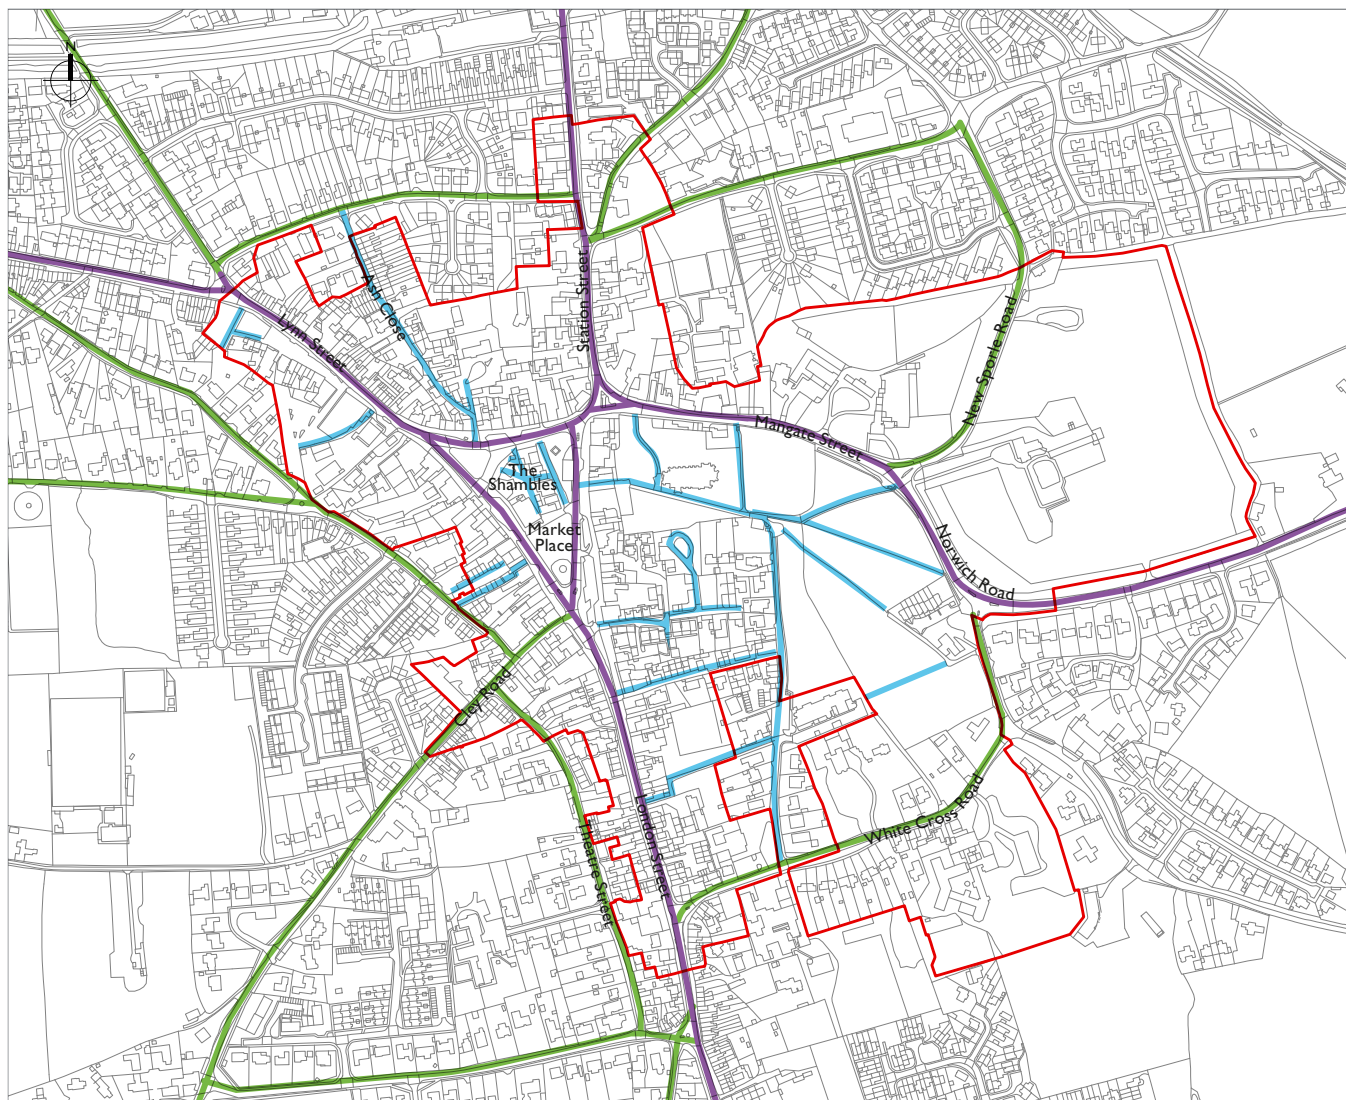 N
Station Street
Ash Close
Lynn Street
New Sporle Road
Mangate Street
The
Shambles
Market
Place
Norwich Road
Cley Road
London Street
White Cross Road
Theatre Street